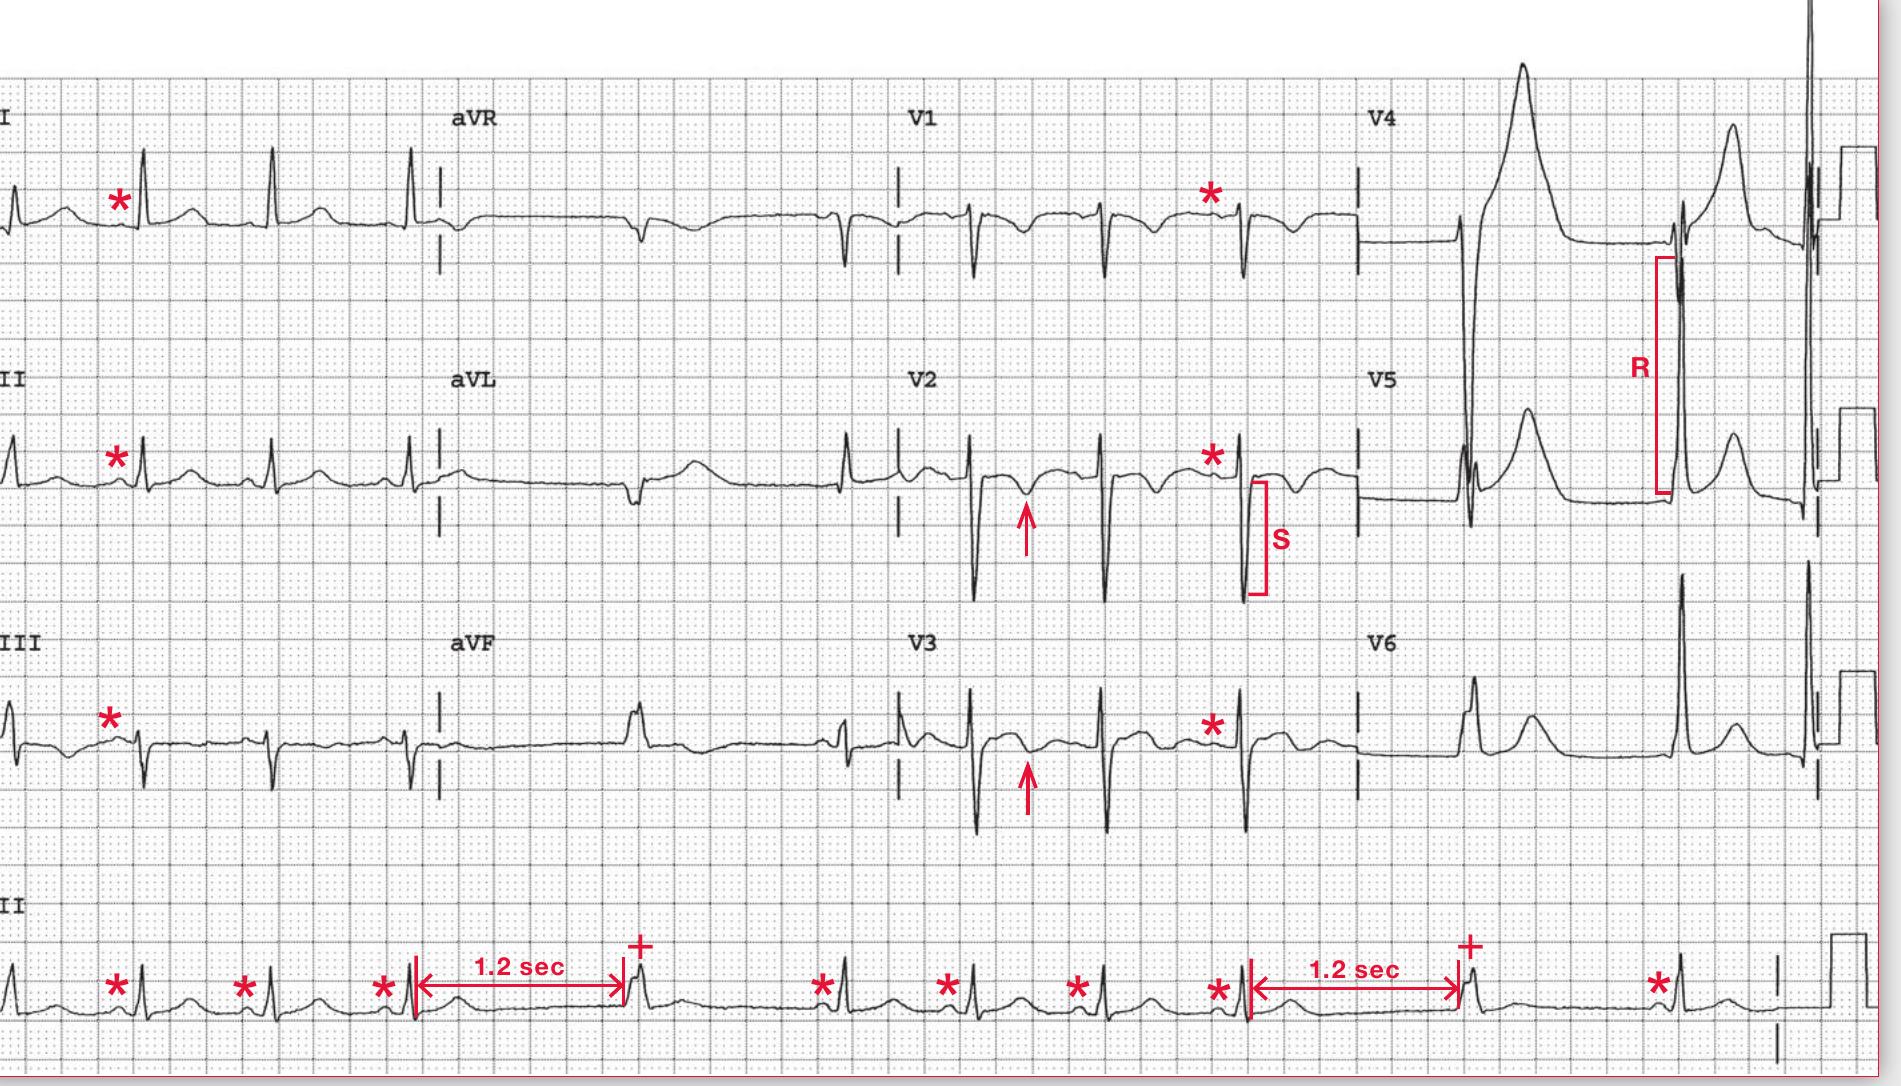 I aVR V1 V4
*
*
II aVL V2 V5
R
* *
S
III aVF V3 V6
* *
II
+ +
1.2 sec 1.2 sec
* * * * * * * *